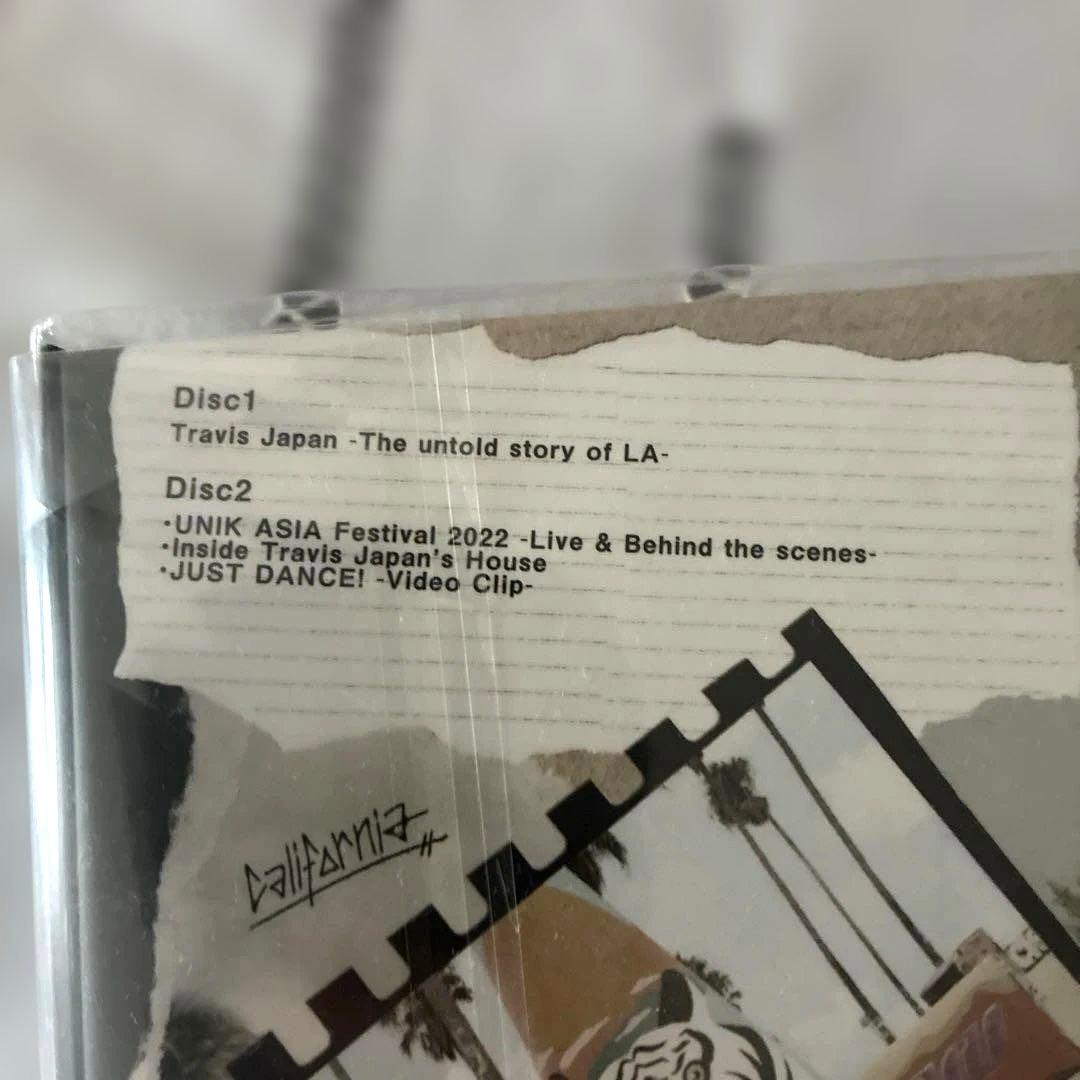 Disc1
Travis Japan -The untold story of LA-
Disc2
・UNIK ASIA Festival 2022 -Live & Behind the scenes-
・Inside Travis Japan's House
・JUST DANCE! -Video Clip-
california